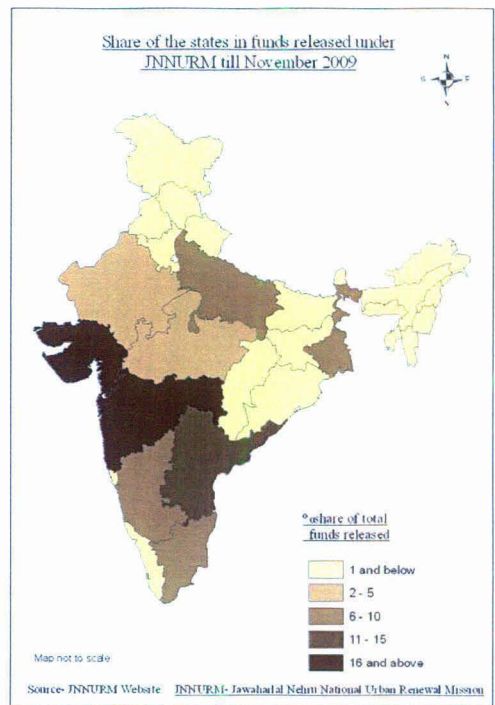 Share of the states in funds released under
JNNURM till November 2009
N
S
%share of total
funds released
1 and below
2 - 5
6 - 10
11 - 15
16 and above
Map not to scale
Source- JNNURM Website JNNURM- Jawaharlal Nehru National Urban Renewal Mission